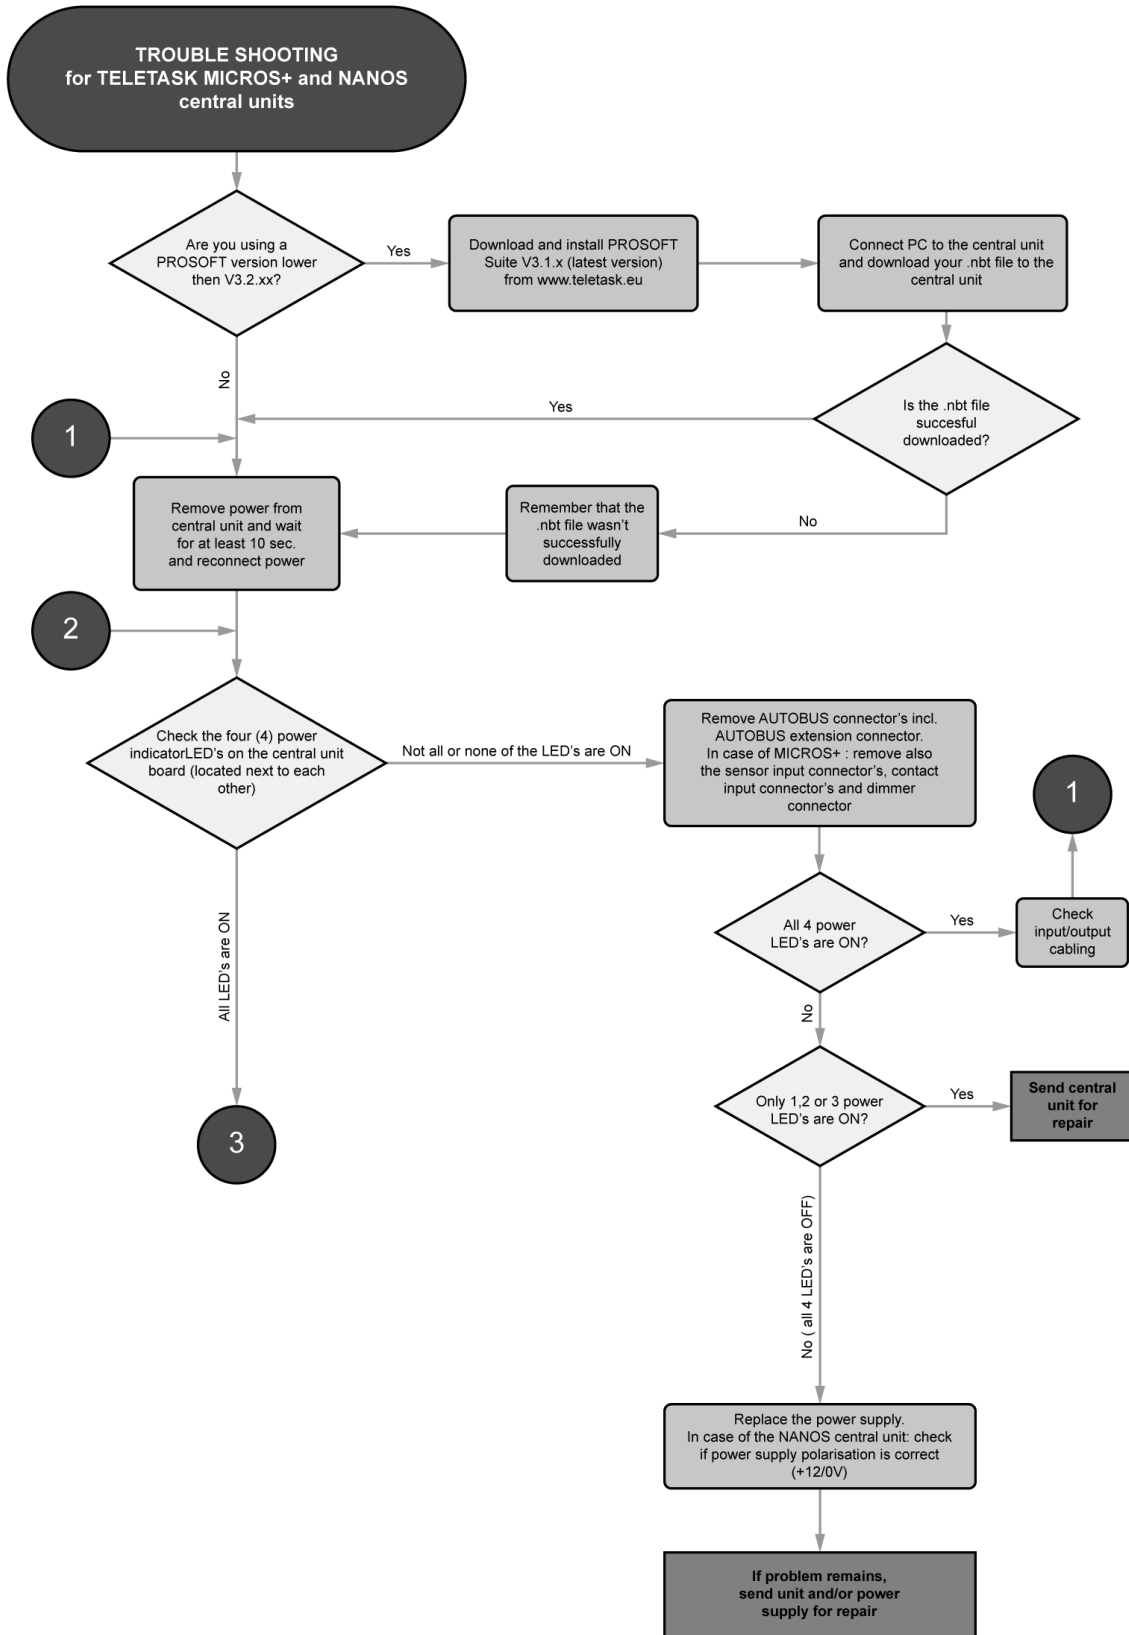 TROUBLE SHOOTING
for TELETASK MICROS+ and NANOS
central units
Are you using a
PROSOFT version lower
then V3.2.xx?
Yes
Download and install PROSOFT
Suite V3.1.x (latest version)
from www.teletask.eu
Connect PC to the central unit
and download your .nbt file to the
central unit
No
Is the .nbt file
succesful
downloaded?
Yes
1
No
Remember that the
.nbt file wasn't
successfully
downloaded
Remove power from
central unit and wait
for at least 10 sec.
and reconnect power
2
Check the four (4) power
indicatorLED's on the central unit
board (located next to each
other)
Not all or none of the LED's are ON
Remove AUTOBUS connector's incl.
AUTOBUS extension connector.
In case of MICROS+ : remove also
the sensor input connector's, contact
input connector's and dimmer
connector
1
All 4 power
LED's are ON?
Yes
Check
input/output
cabling
All LED's are ON
No
3
Only 1,2 or 3 power
LED's are ON?
Yes
Send central
unit for
repair
No ( all 4 LED's are OFF)
Replace the power supply.
In case of the NANOS central unit: check
if power supply polarisation is correct
(+12/0V)
If problem remains,
send unit and/or power
supply for repair